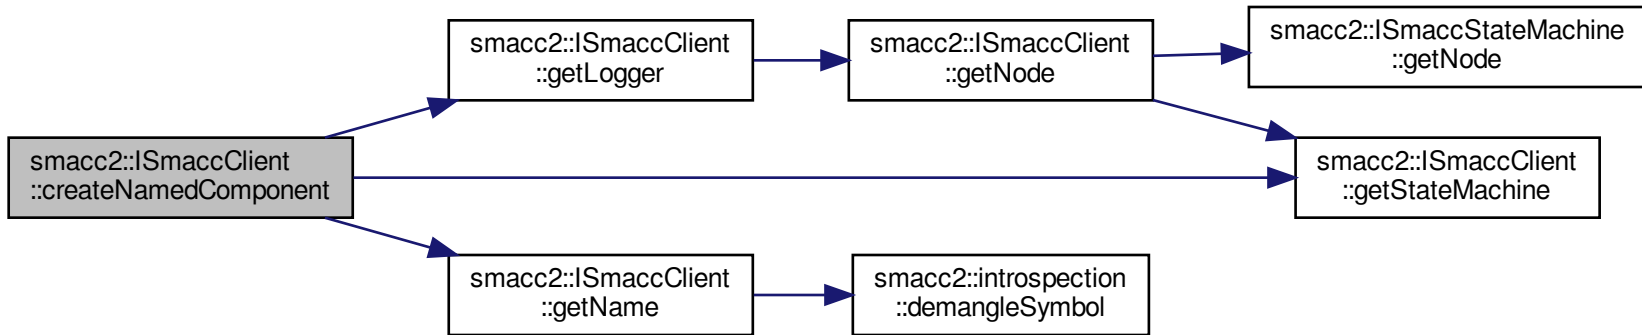 smacc2::ISmaccClient
::createNamedComponent
smacc2::ISmaccClient
::getLogger
smacc2::ISmaccClient
::getNode
smacc2::ISmaccStateMachine
::getNode
smacc2::ISmaccClient
::getStateMachine
smacc2::ISmaccClient
::getName
smacc2::introspection
::demangleSymbol